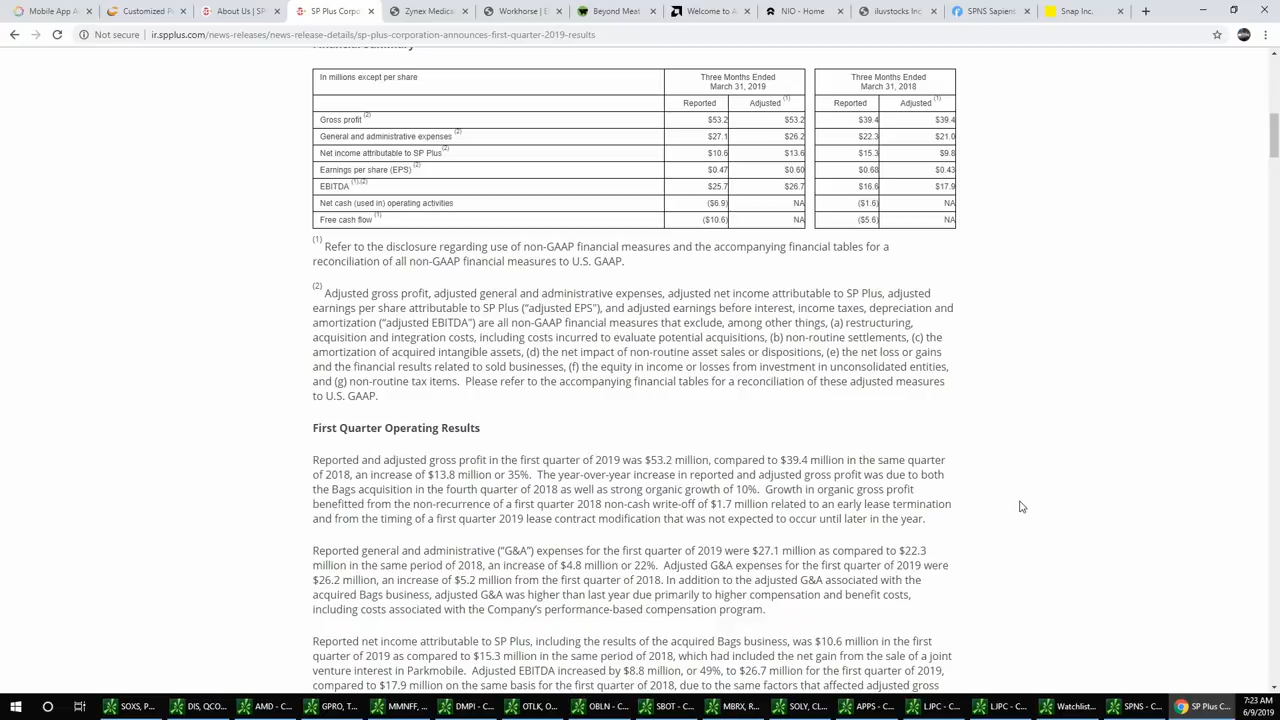 Mobile App A
Customized Po
About Us | SP
SP Plus Corpo
Zynex Medica
Workhorse | E
Beyond Meat
Welcome to A
NIO - Home
iluvstocks Inc
SPNS Sapiens
Snap Inc.
Not secure | ir.spplus.com/news-releases/news-release-details/sp-plus-corporation-announces-first-quarter-2019-results
Financial Summary
In millions except per share Three Months Ended March 31, 2019 Three Months Ended March 31, 2018
Reported Adjusted (1) Reported Adjusted (1)
Gross profit (2) $53.2 $53.2 $39.4 $39.4
General and administrative expenses (2) $27.1 $26.2 $22.3 $21.0
Net income attributable to SP Plus (2) $10.6 $13.6 $15.3 $9.8
Earnings per share (EPS) (2) $0.47 $0.60 $0.68 $0.43
EBITDA (1),(2) $25.7 $26.7 $16.6 $17.9
Net cash (used in) operating activities ($6.9) NA ($1.6) NA
Free cash flow (1) ($10.6) NA ($5.6) NA
(1) Refer to the disclosure regarding use of non-GAAP financial measures and the accompanying financial tables for a
reconciliation of all non-GAAP financial measures to U.S. GAAP.
(2) Adjusted gross profit, adjusted general and administrative expenses, adjusted net income attributable to SP Plus, adjusted
earnings per share attributable to SP Plus (“adjusted EPS"), and adjusted earnings before interest, income taxes, depreciation and
amortization (“adjusted EBITDA”) are all non-GAAP financial measures that exclude, among other things, (a) restructuring,
acquisition and integration costs, including costs incurred to evaluate potential acquisitions, (b) non-routine settlements, (c) the
amortization of acquired intangible assets, (d) the net impact of non-routine asset sales or dispositions, (e) the net loss or gains
and the financial results related to sold businesses, (f) the equity in income or losses from investment in unconsolidated entities,
and (g) non-routine tax items. Please refer to the accompanying financial tables for a reconciliation of these adjusted measures
to U.S. GAAP.
First Quarter Operating Results
Reported and adjusted gross profit in the first quarter of 2019 was $53.2 million, compared to $39.4 million in the same quarter
of 2018, an increase of $13.8 million or 35%. The year-over-year increase in reported and adjusted gross profit was due to both
the Bags acquisition in the fourth quarter of 2018 as well as strong organic growth of 10%. Growth in organic gross profit
benefitted from the non-recurrence of a first quarter 2018 non-cash write-off of $1.7 million related to an early lease termination
and from the timing of a first quarter 2019 lease contract modification that was not expected to occur until later in the year.
Reported general and administrative (“G&A”) expenses for the first quarter of 2019 were $27.1 million as compared to $22.3
million in the same period of 2018, an increase of $4.8 million or 22%. Adjusted G&A expenses for the first quarter of 2019 were
$26.2 million, an increase of $5.2 million from the first quarter of 2018. In addition to the adjusted G&A associated with the
acquired Bags business, adjusted G&A was higher than last year due primarily to higher compensation and benefit costs,
including costs associated with the Company’s performance-based compensation program.
Reported net income attributable to SP Plus, including the results of the acquired Bags business, was $10.6 million in the first
quarter of 2019 as compared to $15.3 million in the same period of 2018, which had included the net gain from the sale of a joint
venture interest in Parkmobile. Adjusted EBITDA increased by $8.8 million, or 49%, to $26.7 million for the first quarter of 2019,
compared to $17.9 million on the same basis for the first quarter of 2018, due to the same factors that affected adjusted gross
SOXS, P...
DIS, QCO...
AMD - C...
GPRO, T...
MMNFF, ...
DMPI - C...
OTLK, O...
OBLN - C...
SBOT - C...
MBRX, R...
SOLY, CL...
APPS - C...
LJPC - C...
LJPC - C...
Watchlist...
SPNS - C...
SP Plus C...
7:23 AM
6/9/2019